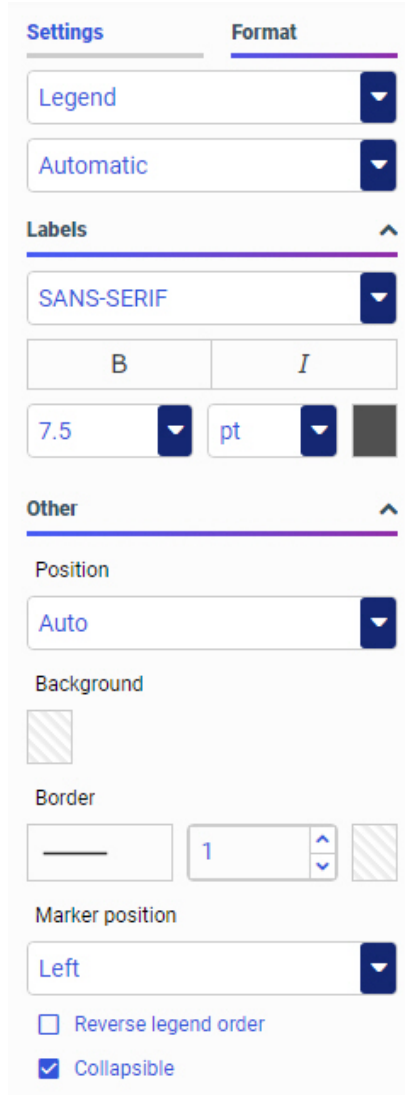 Settings Format
Legend
Automatic
Labels
SANS-SERIF
B I
7.5 pt
Other
Position
Auto
Background
Border
1
Marker position
Left
Reverse legend order
Collapsible